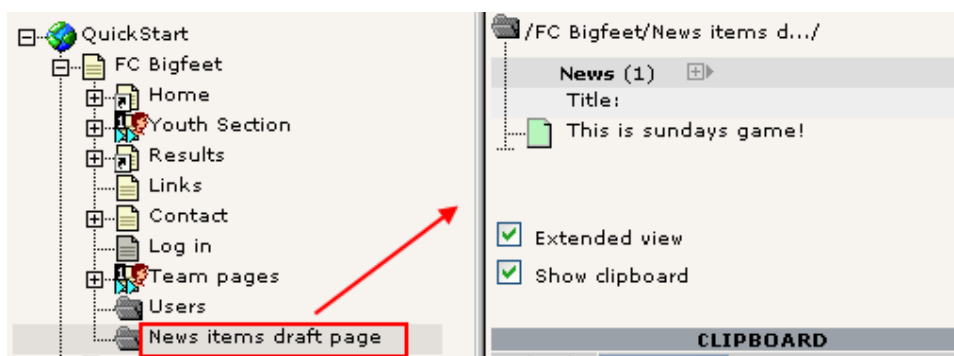 QuickStart
FC Bigfeet
Home
Youth Section
Results
Links
Contact
Log in
Team pages
Users
News items draft page
/FC Bigfeet/News items d.../
News (1)
Title:
This is sundays game!
Extended view
Show clipboard
CLIPBOARD